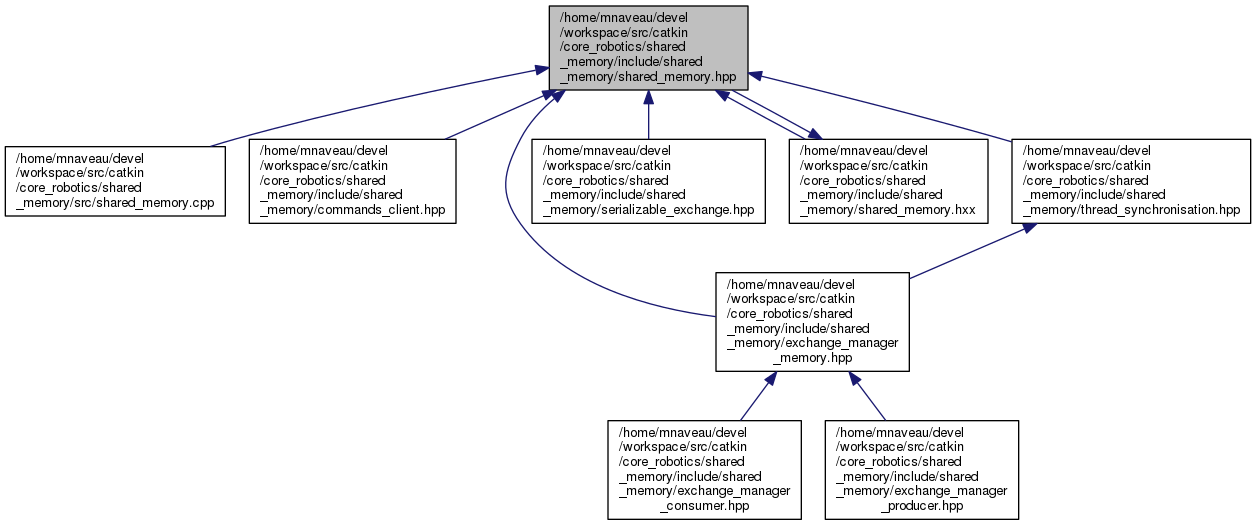 /home/mnaveau/devel
/workspace/src/catkin
/core_robotics/shared
_memory/include/shared
_memory/shared_memory.hpp
/home/mnaveau/devel
/workspace/src/catkin
/core_robotics/shared
_memory/src/shared_memory.cpp
/home/mnaveau/devel
/workspace/src/catkin
/core_robotics/shared
_memory/include/shared
_memory/commands_client.hpp
/home/mnaveau/devel
/workspace/src/catkin
/core_robotics/shared
_memory/include/shared
_memory/serializable_exchange.hpp
/home/mnaveau/devel
/workspace/src/catkin
/core_robotics/shared
_memory/include/shared
_memory/shared_memory.hxx
/home/mnaveau/devel
/workspace/src/catkin
/core_robotics/shared
_memory/include/shared
_memory/thread_synchronisation.hpp
/home/mnaveau/devel
/workspace/src/catkin
/core_robotics/shared
_memory/include/shared
_memory/exchange_manager
_memory.hpp
/home/mnaveau/devel
/workspace/src/catkin
/core_robotics/shared
_memory/include/shared
_memory/exchange_manager
_consumer.hpp
/home/mnaveau/devel
/workspace/src/catkin
/core_robotics/shared
_memory/include/shared
_memory/exchange_manager
_producer.hpp